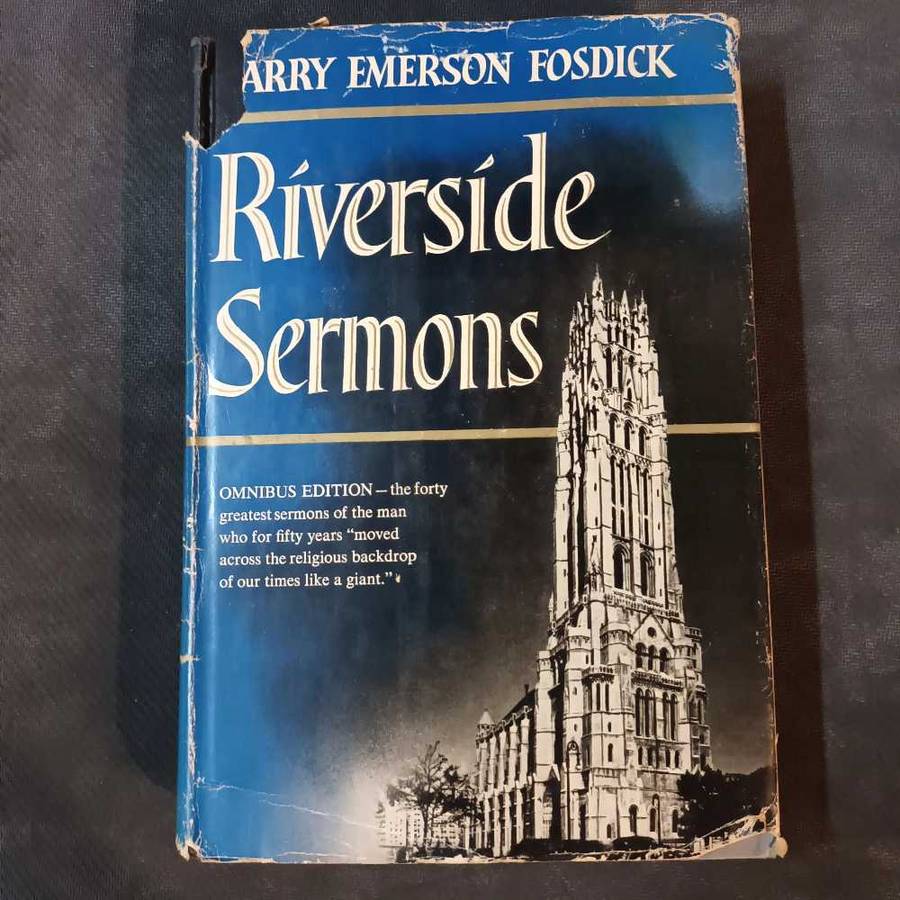 ARRY EMERSON FOSDICK
Riverside
Sermons
OMNIBUS EDITION — the forty
greatest sermons of the man
who for fifty years "moved
across the religious backdrop
of our times like a giant."